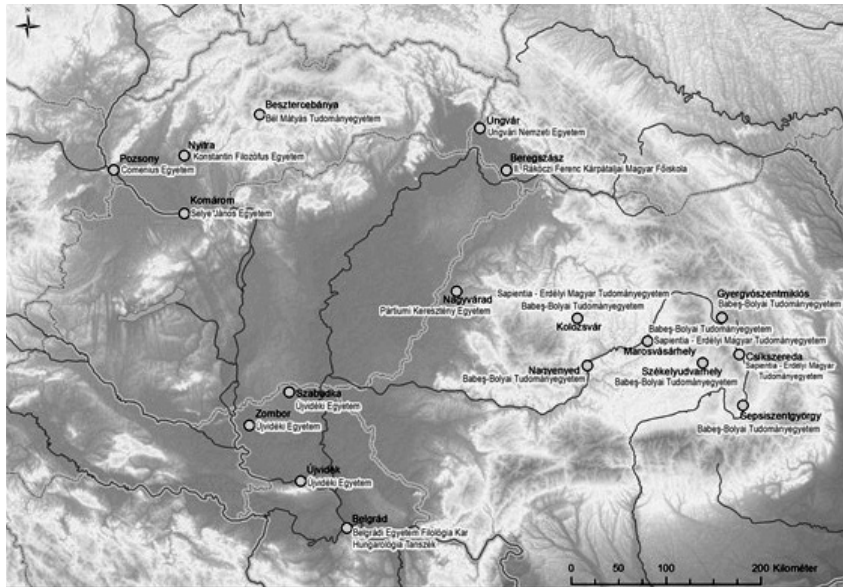 N
Besztercebánya
Bél Mátyás Tudományegyetem
Ungvár
Ungvári Nemzeti Egyetem
Nyitra
Konstantin Filozófus Egyetem
Pozsony
Comenius Egyetem
Beregszász
II. Rákóczi Ferenc Kárpátaljai Magyar Főiskola
Komárom
Selye János Egyetem
Nagyvárad
Partiumi Keresztény Egyetem
Sapientia - Erdélyi Magyar Tudományegyetem
Babeş-Bolyai Tudományegyetem
Kolozsvár
Gyergyószentmiklós
Babeş-Bolyai Tudományegyetem
Babeş-Bolyai Tudományegyetem
Sapientia - Erdélyi Magyar Tudományegyetem
Marosvásárhely
Csíkszereda
Sapientia - Erdélyi Magyar
Tudományegyetem
Nagyenyed
Babeş-Bolyai Tudományegyetem
Székelyudvarhely
Babeş-Bolyai Tudományegyetem
Sepsiszentgyörgy
Babeş-Bolyai Tudományegyetem
Szabadka
Újvidéki Egyetem
Zombor
Újvidéki Egyetem
Újvidék
Újvidéki Egyetem
Belgrád
Belgrádi Egyetem Filológia Kar
Hungarológia Tanszék
0 50 100 200 Kilométer